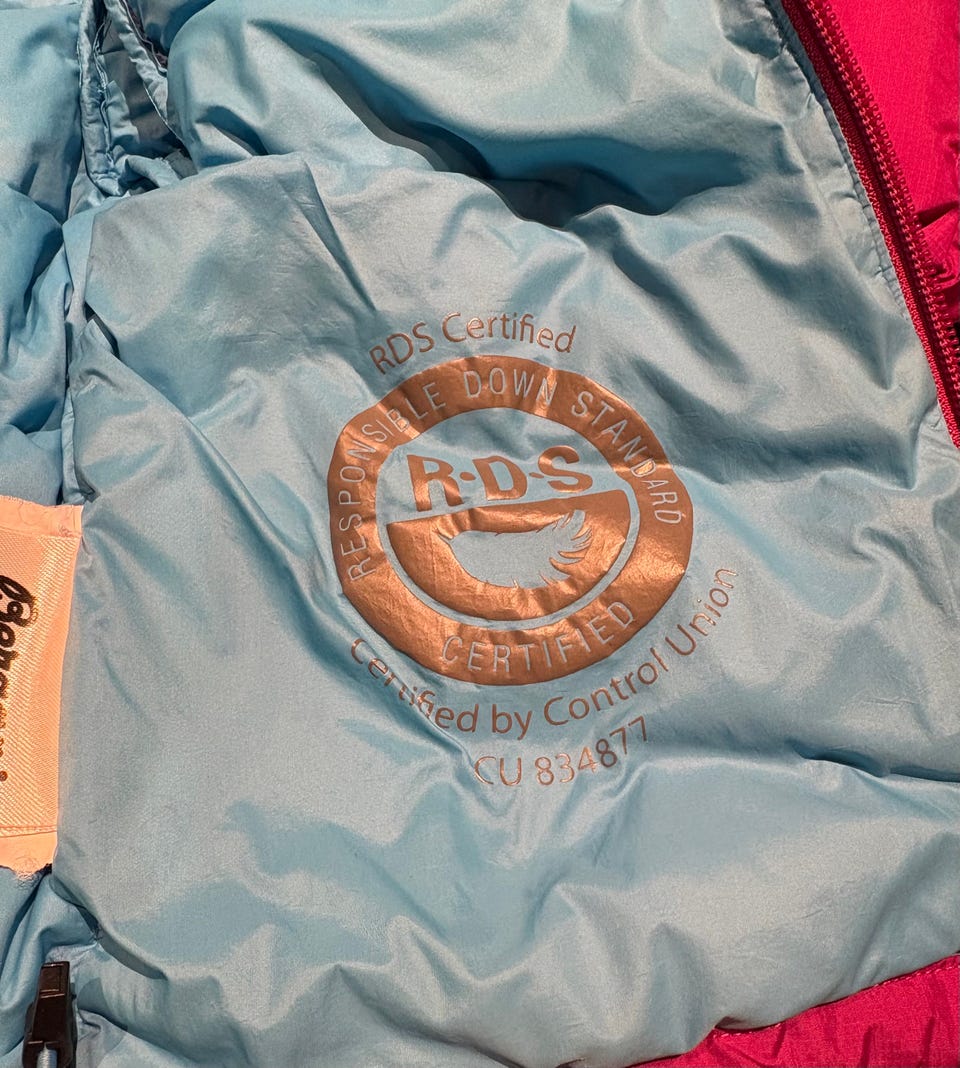 RDS Certified
RESPONSIBLE DOWN STANDARD
R·D·S
CERTIFIED
Certified by Control Union
CU 834877